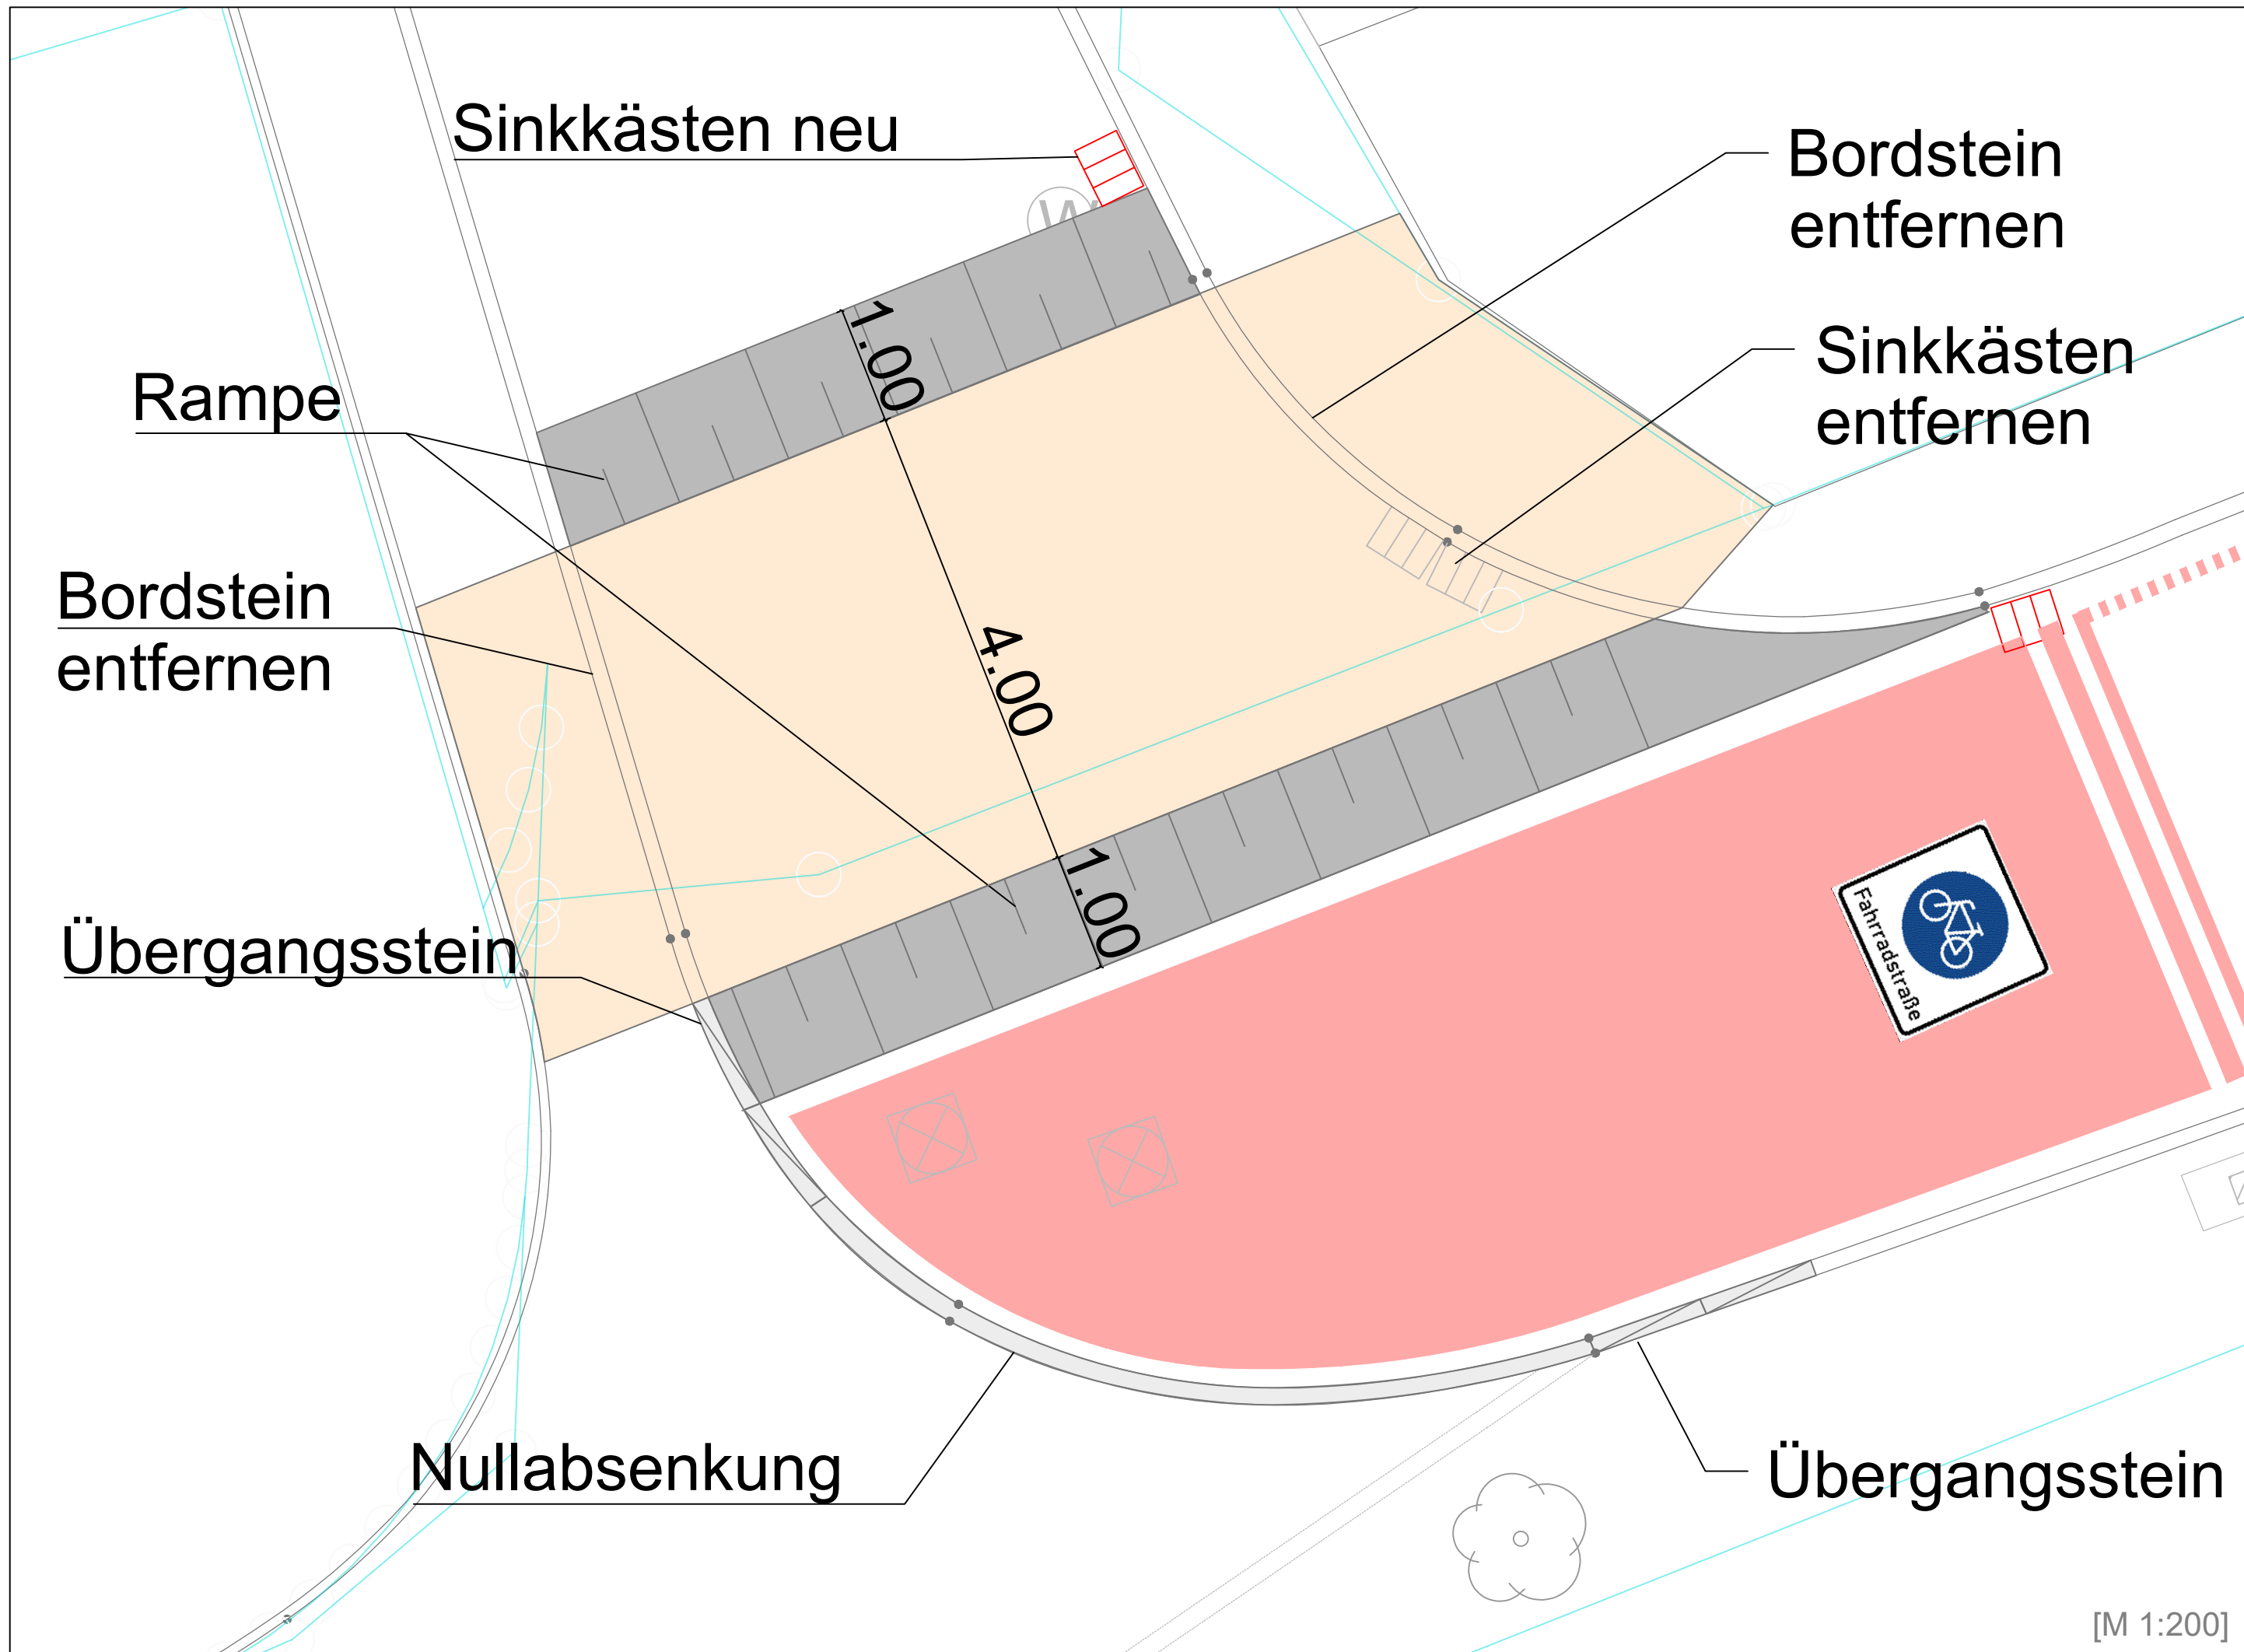 Sinkkästen neu
Bordstein
entfernen
Sinkkästen
entfernen
W
1.00
Rampe
Bordstein
entfernen
4.00
1.00
Übergangsstein
Fahrradstraße
Nullabsenkung
Übergangsstein
[M 1:200]